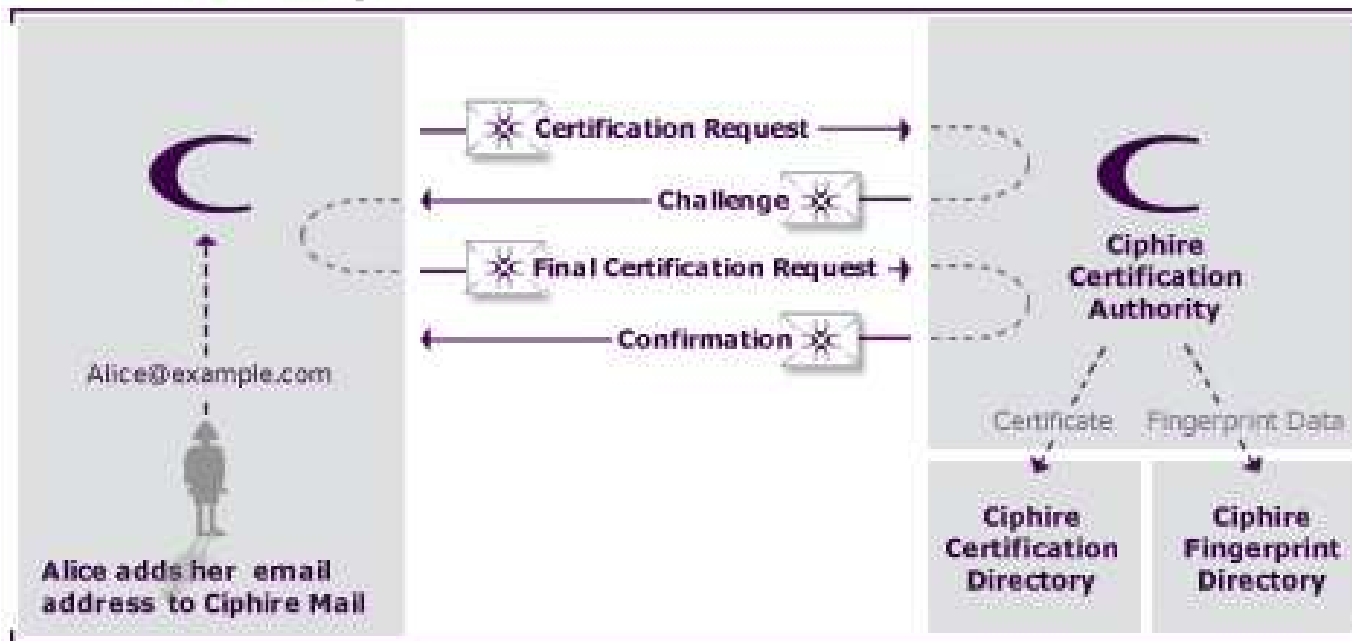 Certification Request
Challenge
Final Certification Request
Confirmation
Alice@example.com
Alice adds her email
address to Ciphire Mail
Ciphire
Certification
Authority
Certificate
Fingerprint Data
Ciphire
Certification
Directory
Ciphire
Fingerprint
Directory